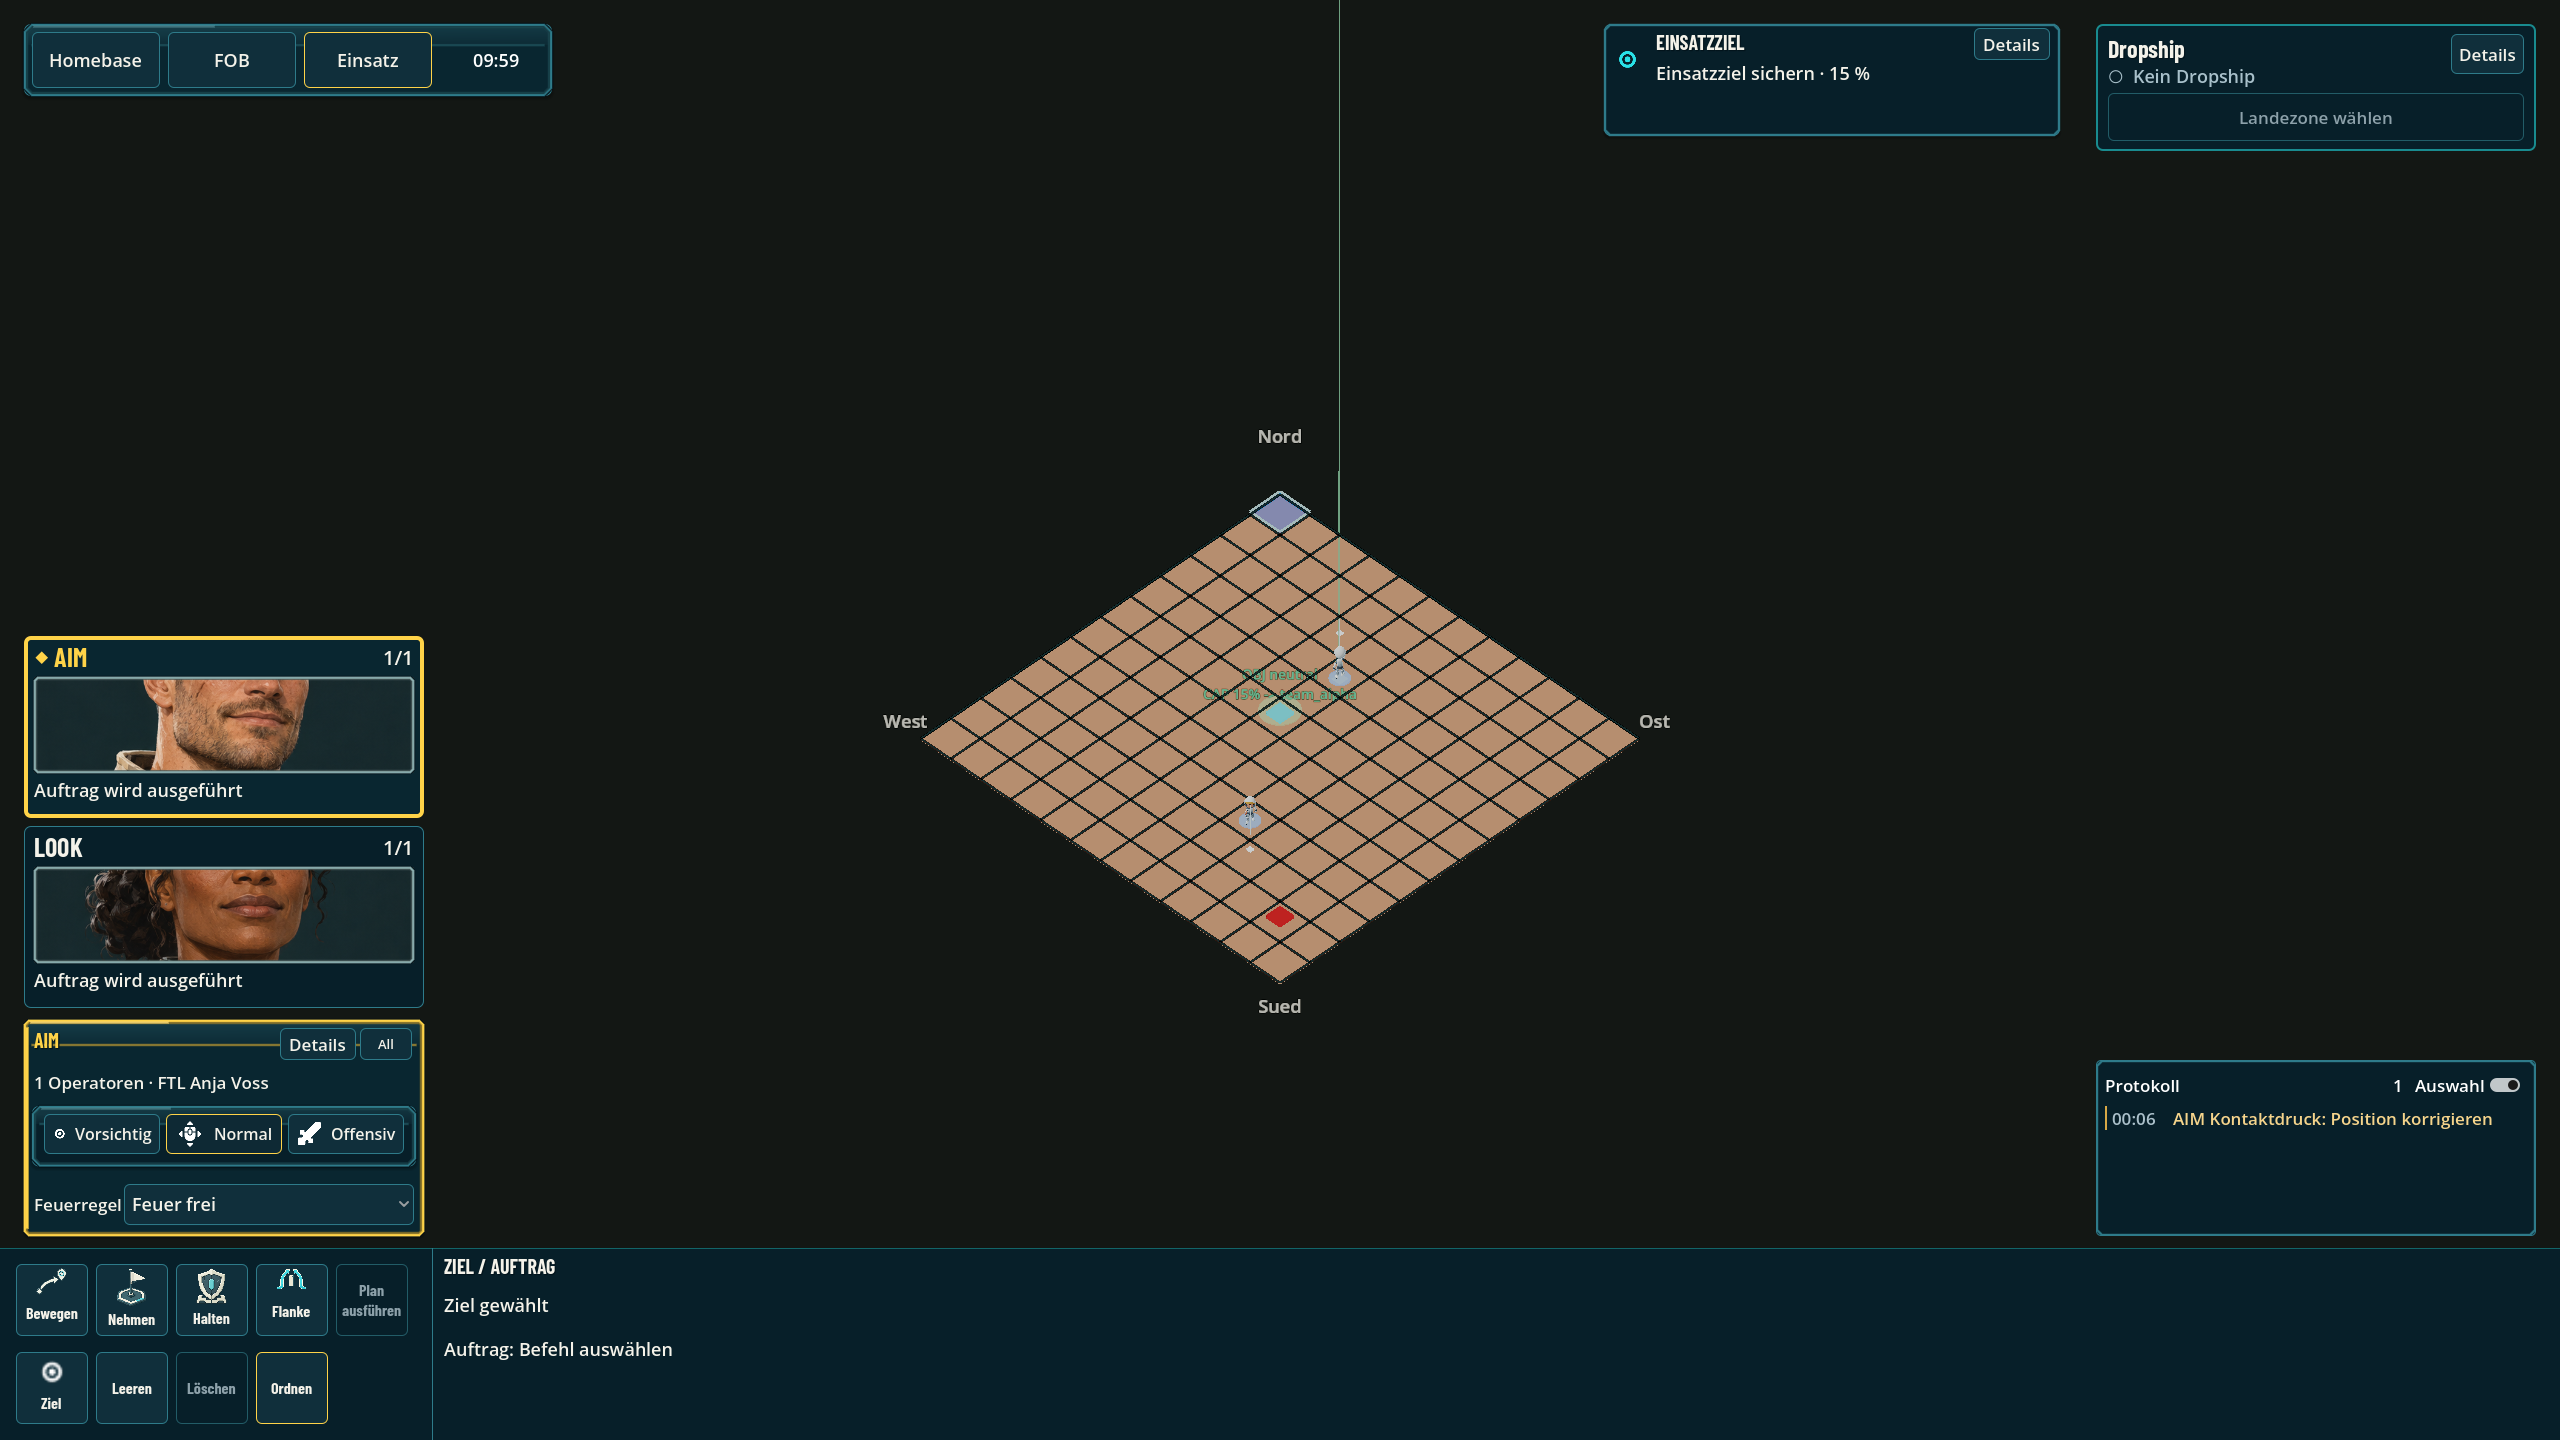 Homebase
FOB
Einsatz
09:59
EINSATZZIEL
Details
Einsatzziel sichern · 15 %
Dropship
Details
Kein Dropship
Landezone wählen
Nord
West
Ost
Sued
AIM
1/1
Auftrag wird ausgeführt
LOOK
1/1
Auftrag wird ausgeführt
AIM
Details
All
1 Operatoren · FTL Anja Voss
Vorsichtig
Normal
Offensiv
Feuerregel
Feuer frei
Protokoll
1
Auswahl
00:06
AIM Kontaktdruck: Position korrigieren
Bewegen
Nehmen
Halten
Flanke
Plan
ausführen
Ziel
Leeren
Löschen
Ordnen
ZIEL / AUFTRAG
Ziel gewählt
Auftrag: Befehl auswählen